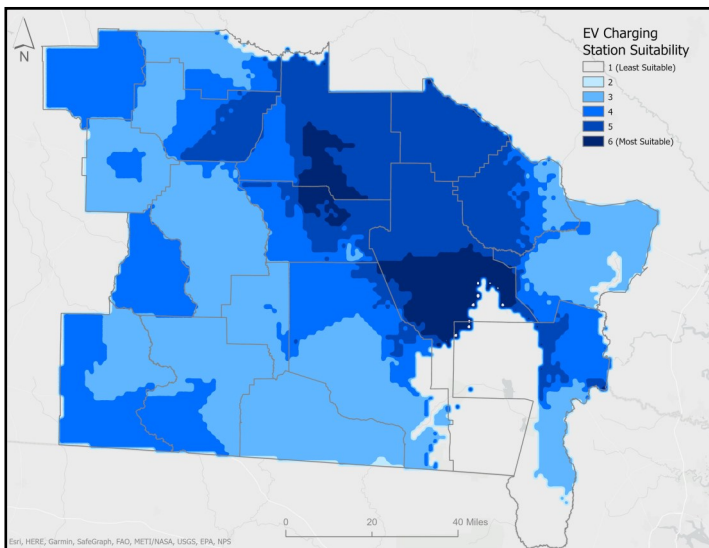 EV Charging
Station Suitability
1 (Least Suitable)
2
3
4
5
6 (Most Suitable)
N
0 20 40 Miles
Esri, HERE, Garmin, SafeGraph, FAO, METI/NASA, USGS, EPA, NPS